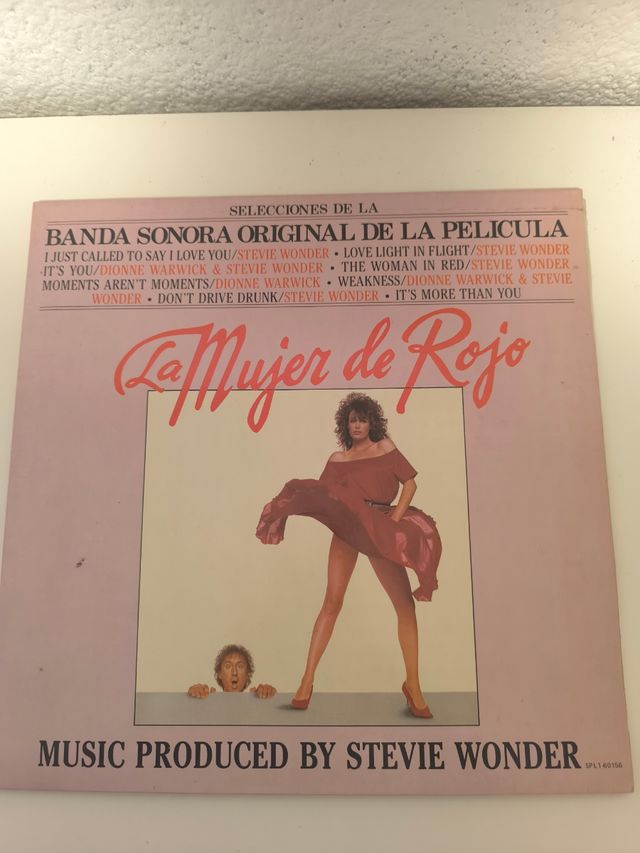 SELECCIONES DE LA
BANDA SONORA ORIGINAL DE LA PELICULA
I JUST CALLED TO SAY I LOVE YOU/STEVIE WONDER • LOVE LIGHT IN FLIGHT/STEVIE WONDER
IT'S YOU/DIONNE WARWICK & STEVIE WONDER • THE WOMAN IN RED/STEVIE WONDER
MOMENTS AREN'T MOMENTS/DIONNE WARWICK • WEAKNESS/DIONNE WARWICK & STEVIE
WONDER • DON'T DRIVE DRUNK/STEVIE WONDER • IT'S MORE THAN YOU
La Mujer de Rojo
MUSIC PRODUCED BY STEVIE WONDER SPL1-60156